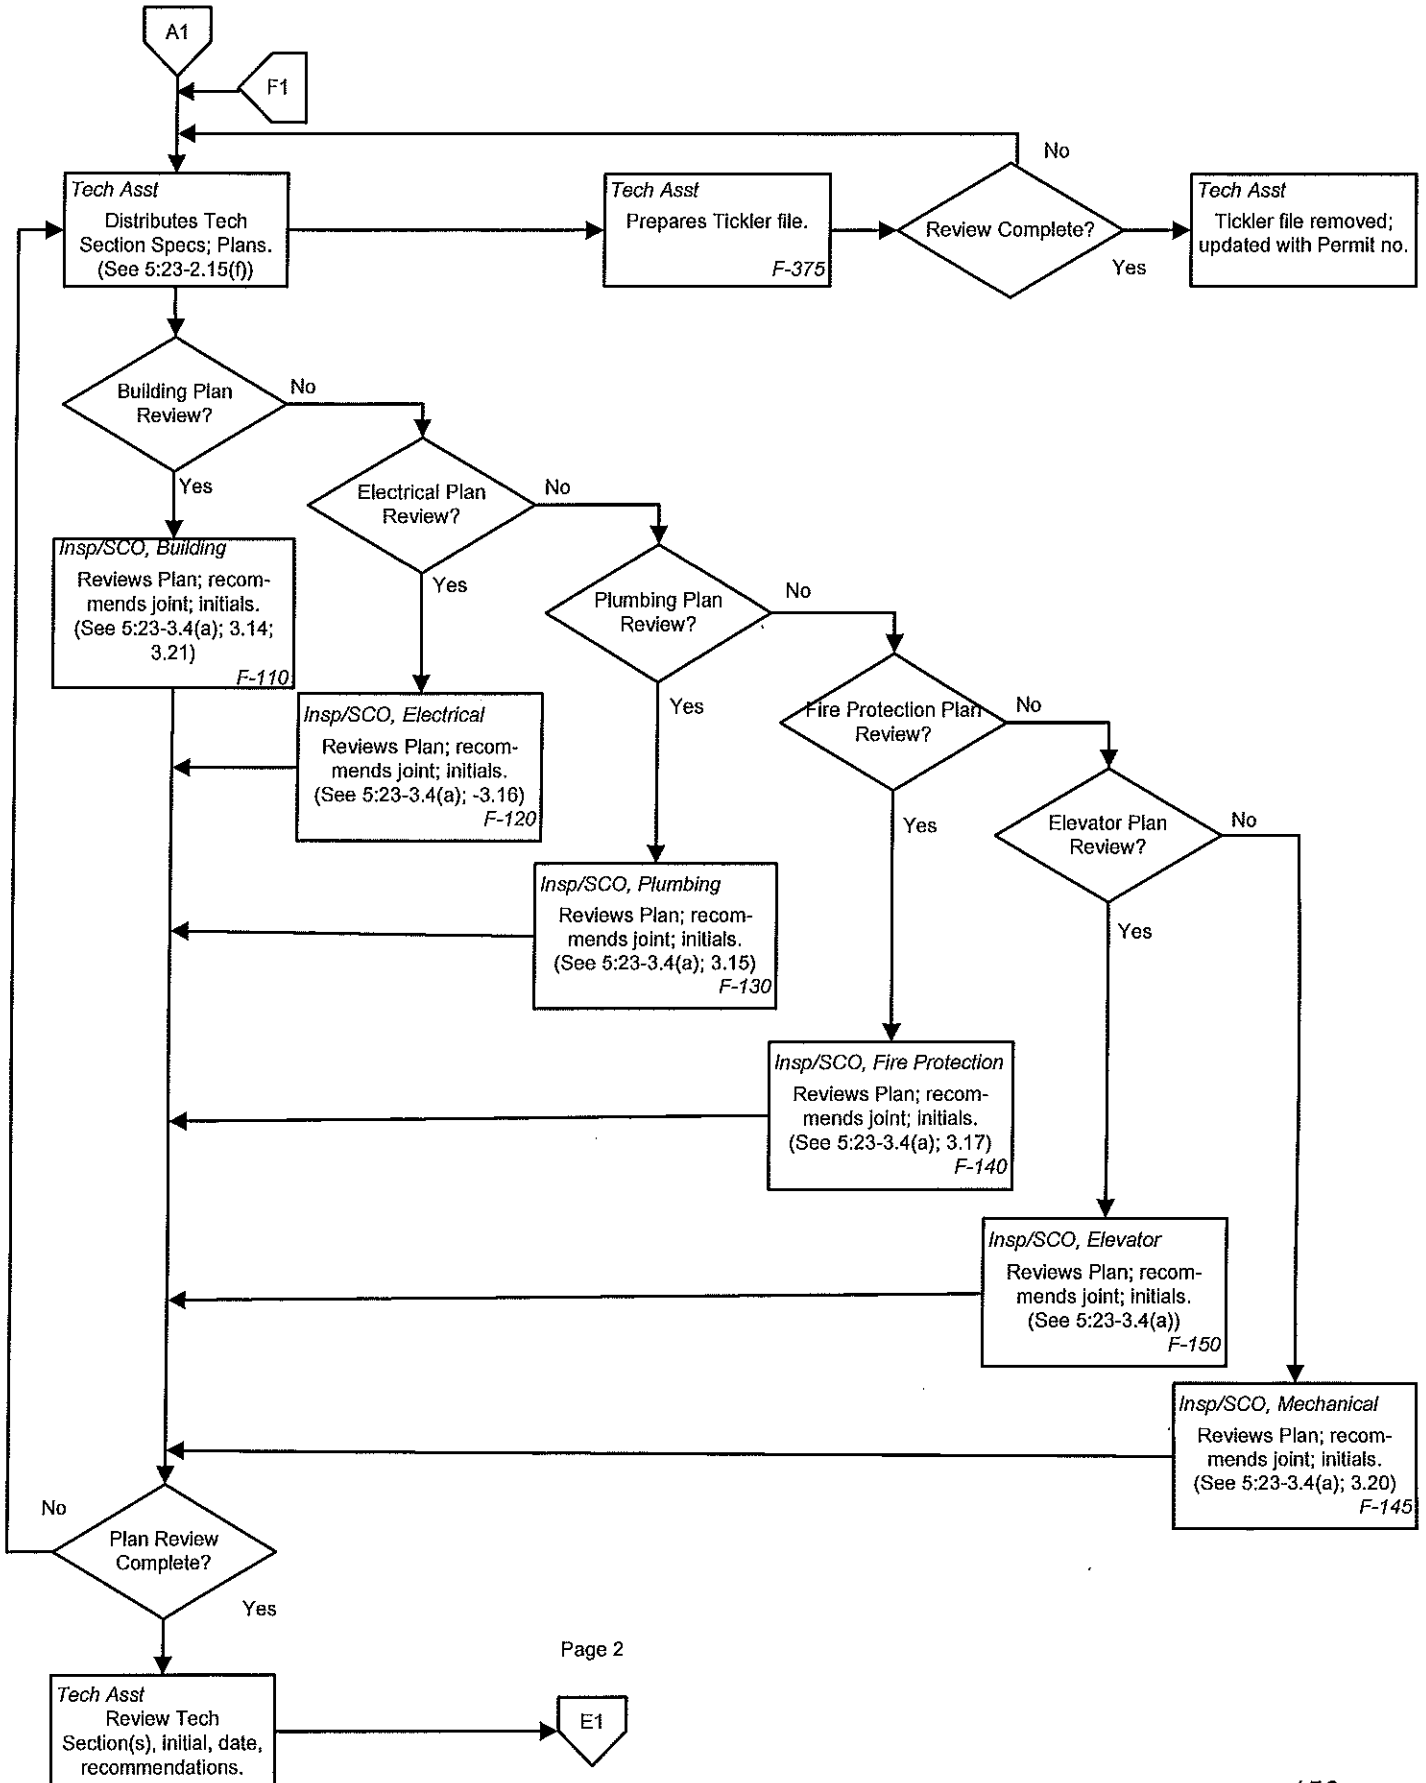 A1
F1
No
Tech Asst
Distributes Tech
Section Specs; Plans.
(See 5:23-2.15(f))
Tech Asst
Prepares Tickler file.
F-375
Review Complete?
Yes
Tech Asst
Tickler file removed;
updated with Permit no.
Building Plan
Review?
No
Yes
Electrical Plan
Review?
No
Yes
Insp/SCO, Building
Reviews Plan; recom-
mends joint; initials.
(See 5:23-3.4(a); 3.14;
3.21)
F-110
Plumbing Plan
Review?
No
Yes
Insp/SCO, Electrical
Reviews Plan; recom-
mends joint; initials.
(See 5:23-3.4(a); -3.16)
F-120
Fire Protection Plan
Review?
No
Yes
Elevator Plan
Review?
No
Yes
Insp/SCO, Plumbing
Reviews Plan; recom-
mends joint; initials.
(See 5:23-3.4(a); 3.15)
F-130
Insp/SCO, Fire Protection
Reviews Plan; recom-
mends joint; initials.
(See 5:23-3.4(a); 3.17)
F-140
Insp/SCO, Elevator
Reviews Plan; recom-
mends joint; initials.
(See 5:23-3.4(a))
F-150
Insp/SCO, Mechanical
Reviews Plan; recom-
mends joint; initials.
(See 5:23-3.4(a); 3.20)
F-145
No
Plan Review
Complete?
Yes
Page 2
Tech Asst
Review Tech
Section(s), initial, date,
recommendations.
E1